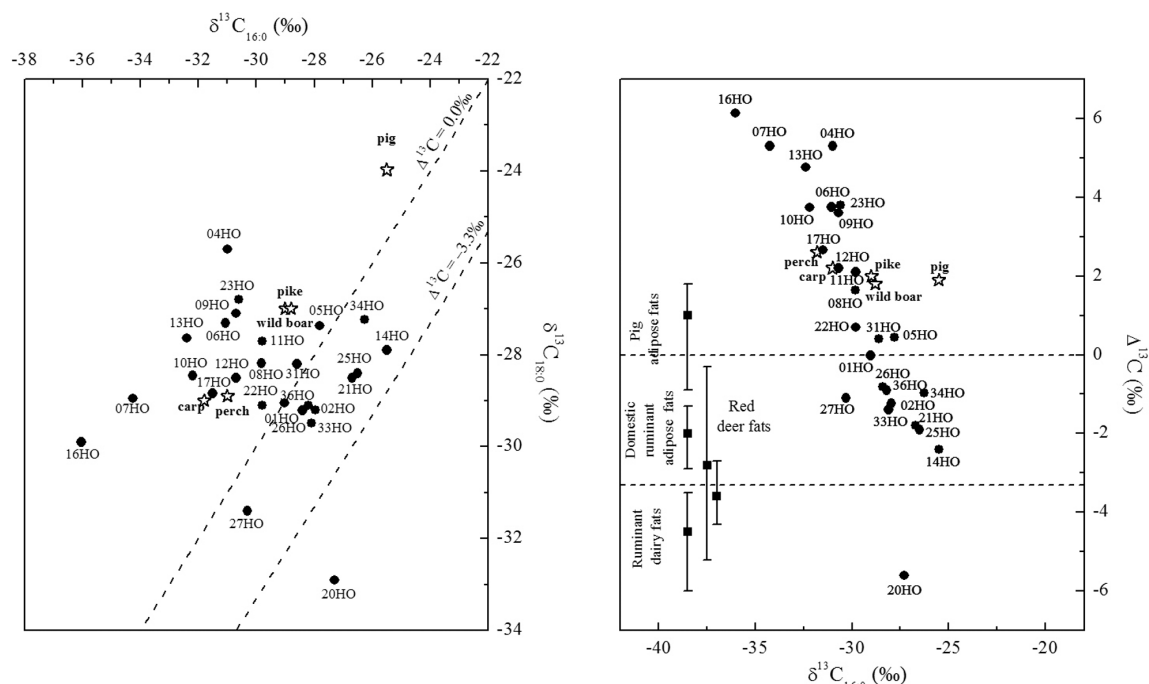 δ¹³C₁₆:₀ (‰)
-38 -36 -34 -32 -30 -28 -26 -24 -22
-22
-24
-26
-28
-30
-32
-34
δ¹³C₁₈:₀ (‰)
Δ¹³C = 0.0‰
Δ¹³C = -3.3‰
pig
04HO
23HO
09HO
pike
13HO
06HO
wild boar
05HO
34HO
11HO
14HO
10HO
12HO
08HO
31HO
25HO
21HO
17HO
22HO
36HO
07HO
carp
perch
01HO
02HO
26HO
33HO
16HO
27HO
20HO
16HO
07HO
04HO
13HO
06HO
23HO
10HO
09HO
17HO
perch
12HO
pike
carp
11HO
pig
08HO
wild boar
22HO
31HO
05HO
01HO
26HO
36HO
34HO
27HO
02HO
33HO
21HO
25HO
14HO
20HO
Pig
adipose fats
Domestic
ruminant
adipose fats
Red
deer fats
Ruminant
dairy fats
6
4
2
0
-2
-4
-6
Δ¹³C (‰)
-40 -35 -30 -25 -20
δ¹³C₁₆:₀ (‰)